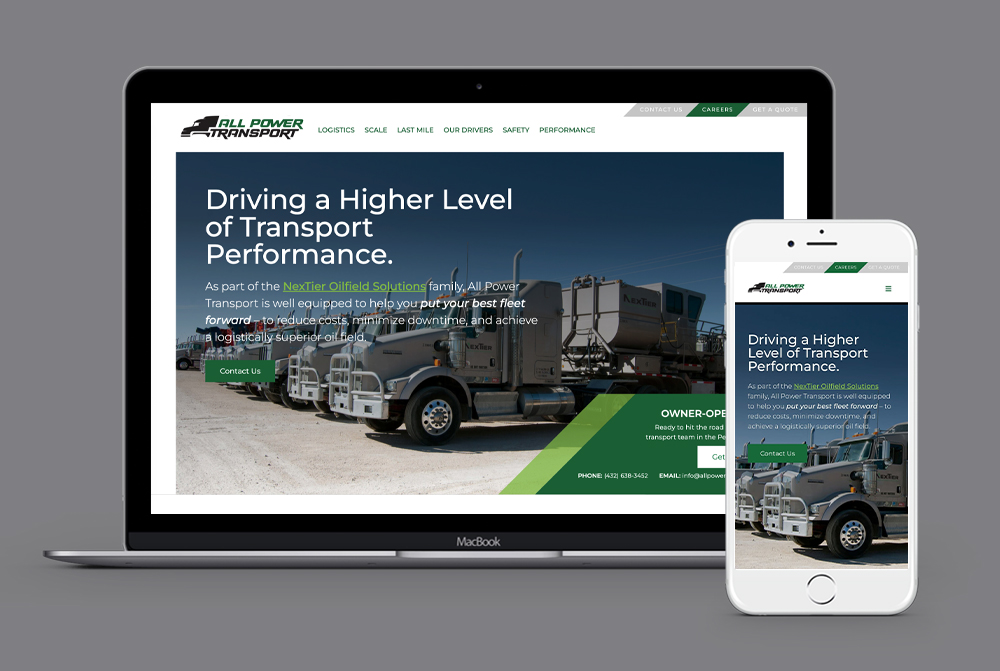 CONTACT US CAREERS GET A QUOTE
ALL POWER
TRANSPORT
LOGISTICS SCALE LAST MILE OUR DRIVERS SAFETY PERFORMANCE
Driving a Higher Level
of Transport
Performance.
As part of the NexTier Oilfield Solutions family, All Power
Transport is well equipped to help you put your best fleet
forward – to reduce costs, minimize downtime, and achieve
a logistically superior oil field.
Contact Us
NexTier
NexTier
OWNER-OPE
Ready to hit the road
transport team in the Pe
Get
PHONE: (432) 638-3452 EMAIL: info@allpower
MacBook
CONTACT US CAREERS GET A QUOTE
ALL POWER
TRANSPORT
Driving a Higher
Level of Transport
Performance.
As part of the NexTier Oilfield Solutions
family, All Power Transport is well equipped
to help you put your best fleet forward – to
reduce costs, minimize downtime, and
achieve a logistically superior oil field.
Contact Us